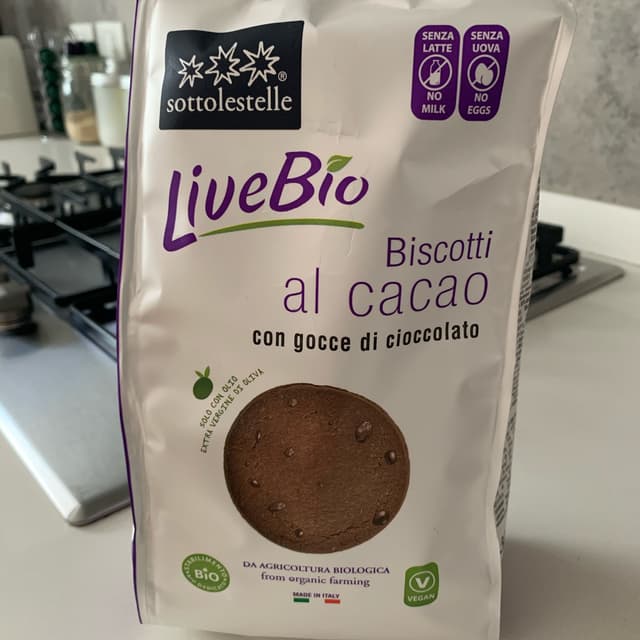 sottolestelle®
SENZA
LATTE
NO
MILK
SENZA
UOVA
NO
EGGS
LiveBio
Biscotti
al cacao
con gocce di cioccolato
SOLO CON OLIO
EXTRA VERGINE DI OLIVA
STABILIMENTO
BIO
DA AGRICOLTURA BIOLOGICA
from organic farming
MADE IN ITALY
V
VEGAN